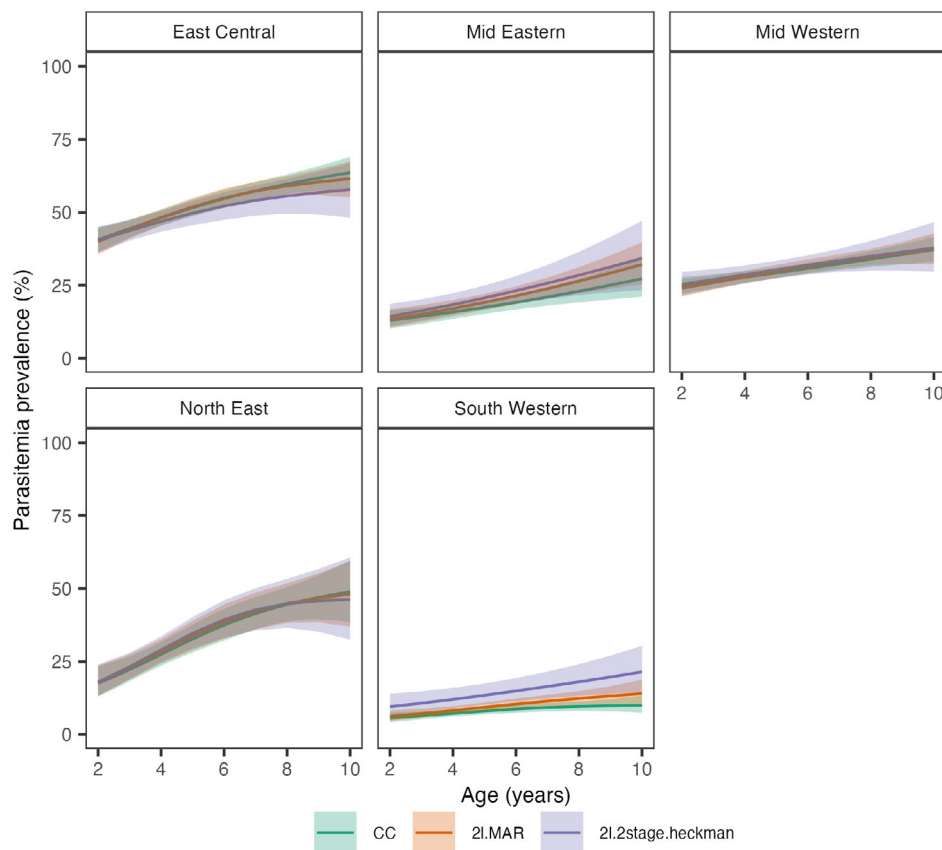 East Central
Mid Eastern
Mid Western
100
75
50
25
0
2
4
6
8
10
North East
South Western
100
75
50
25
0
2
4
6
8
10
2
4
6
8
10
Parasitemia prevalence (%)
Age (years)
CC
2l.MAR
2l.2stage.heckman